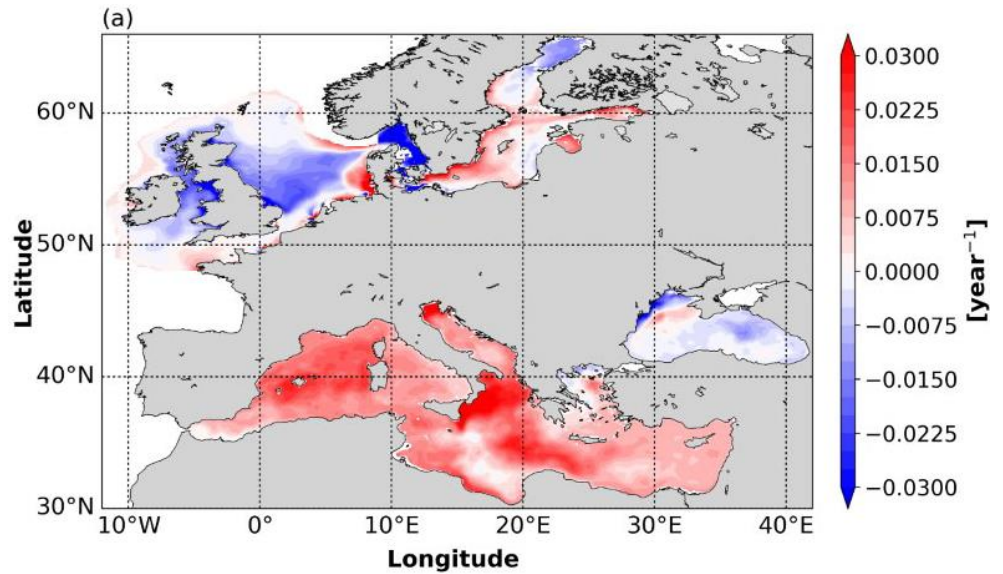 (a)
60°N
50°N
40°N
30°N
10°W
0°
10°E
20°E
30°E
40°E
Latitude
Longitude
0.0300
0.0225
0.0150
0.0075
0.0000
−0.0075
−0.0150
−0.0225
−0.0300
[year⁻¹]